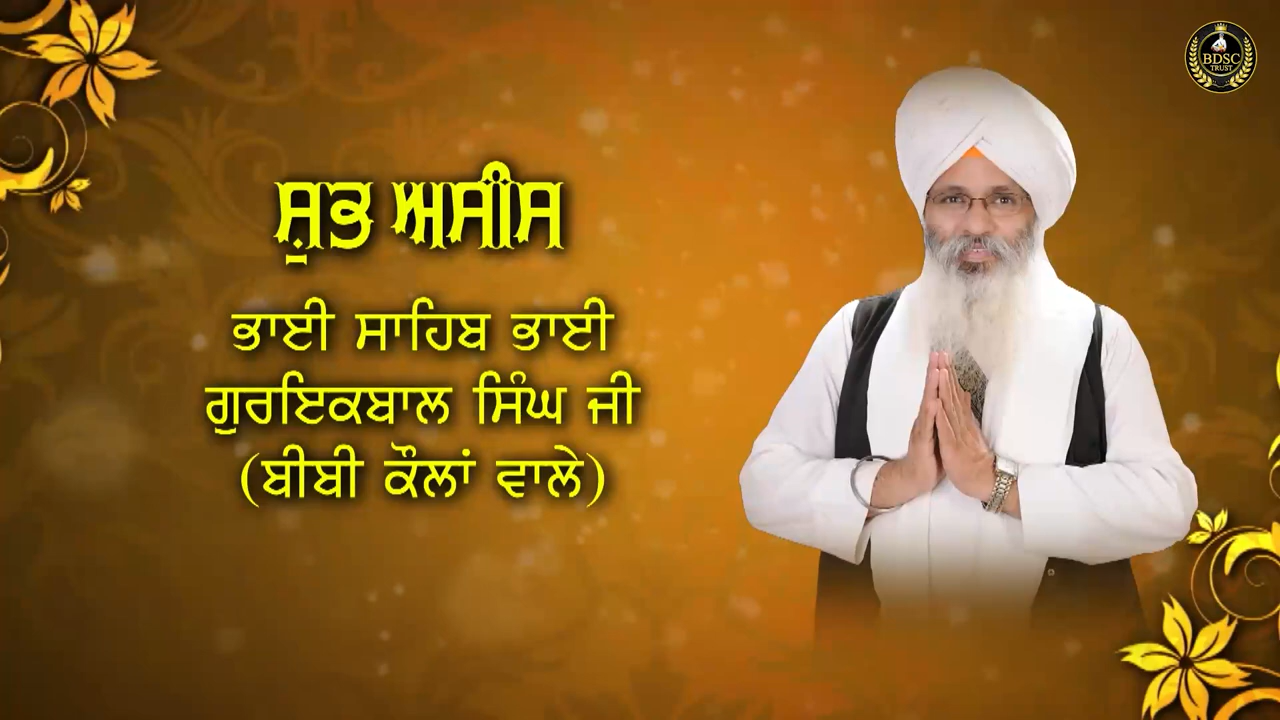 ਸ਼ੁਭ ਅਸੀਸ
ਭਾਈ ਸਾਹਿਬ ਭਾਈ
ਗੁਰਇਕਬਾਲ ਸਿੰਘ ਜੀ
(ਬੀਬੀ ਕੌਲਾਂ ਵਾਲੇ)
BDSC
TRUST